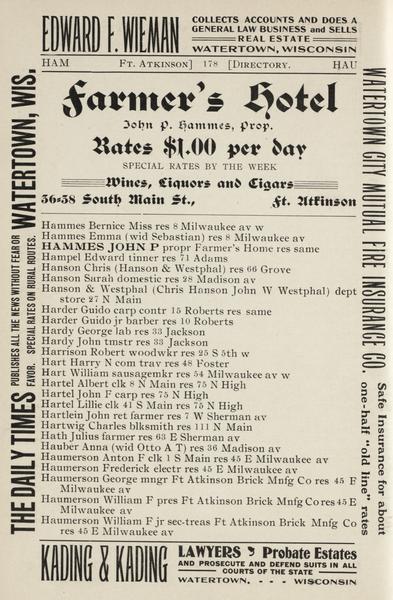 EDWARD F. WIEMAN
COLLECTS ACCOUNTS AND DOES A
GENERAL LAW BUSINESS and SELLS
REAL ESTATE
WATERTOWN, WISCONSIN
HAM FT. ATKINSON] 178 [DIRECTORY. HAU
Farmer's Hotel
John P. Hammes, Prop.
Rates $1.00 per day
SPECIAL RATES BY THE WEEK
Wines, Liquors and Cigars
36-38 South Main St., Ft. Atkinson
Hammes Bernice Miss res 8 Milwaukee av w
Hammes Emma (wid Sebastian) res 8 Milwaukee av
HAMMES JOHN P propr Farmer's Home res same
Hampel Edward tinner res 71 Adams
Hanson Chris (Hanson & Westphal) res 66 Grove
Hanson Sarah domestic res 28 Madison av
Hanson & Westphal (Chris Hanson John W Westphal) dept
store 27 N Main
Harder Guido carp contr 15 Roberts res same
Harder Guido jr barber res 10 Roberts
Hardy George lab res 33 Jackson
Hardy John tmstr res 33 Jackson
Harrison Robert woodwkr res 25 S 5th w
Hart Harry N com trav res 48 Foster
Hart William sausagemkr res 54 Milwaukee av w
Hartel Albert clk 8 N Main res 75 N High
Hartel John F carp res 75 N High
Hartel Lillie clk 41 S Main res 75 N High
Hartlein John ret farmer res 7 W Sherman av
Hartwig Charles blksmith res 111 N Main
Hath Julius farmer res 63 E Sherman av
Hauber Anna (wid Otto A T) res 36 Madison av
Haumerson Anton F clk 1 S Main res 45 E Milwaukee av
Haumerson Frederick electr res 45 E Milwaukee av
Haumerson George mngr Ft Atkinson Brick Mnfg Co res 45 E
Milwaukee av
Haumerson William F pres Ft Atkinson Brick Mnfg Co res 45 E
Milwaukee av
Haumerson William F jr sec-treas Ft Atkinson Brick Mnfg Co
res 45 E Milwaukee av
KADING & KADING
LAWYERS Probate Estates
AND PROSECUTE AND DEFEND SUITS IN ALL
COURTS OF THE STATE
WATERTOWN, - - - WISCONSIN
THE DAILY TIMES PUBLISHES ALL THE NEWS WITHOUT FEAR OR
FAVOR. SPECIAL RATES ON RURAL ROUTES. WATERTOWN, WIS.
WATERTOWN CITY MUTUAL FIRE INSURANCE CO.
Safe Insurance for about
one-half "old line" rates